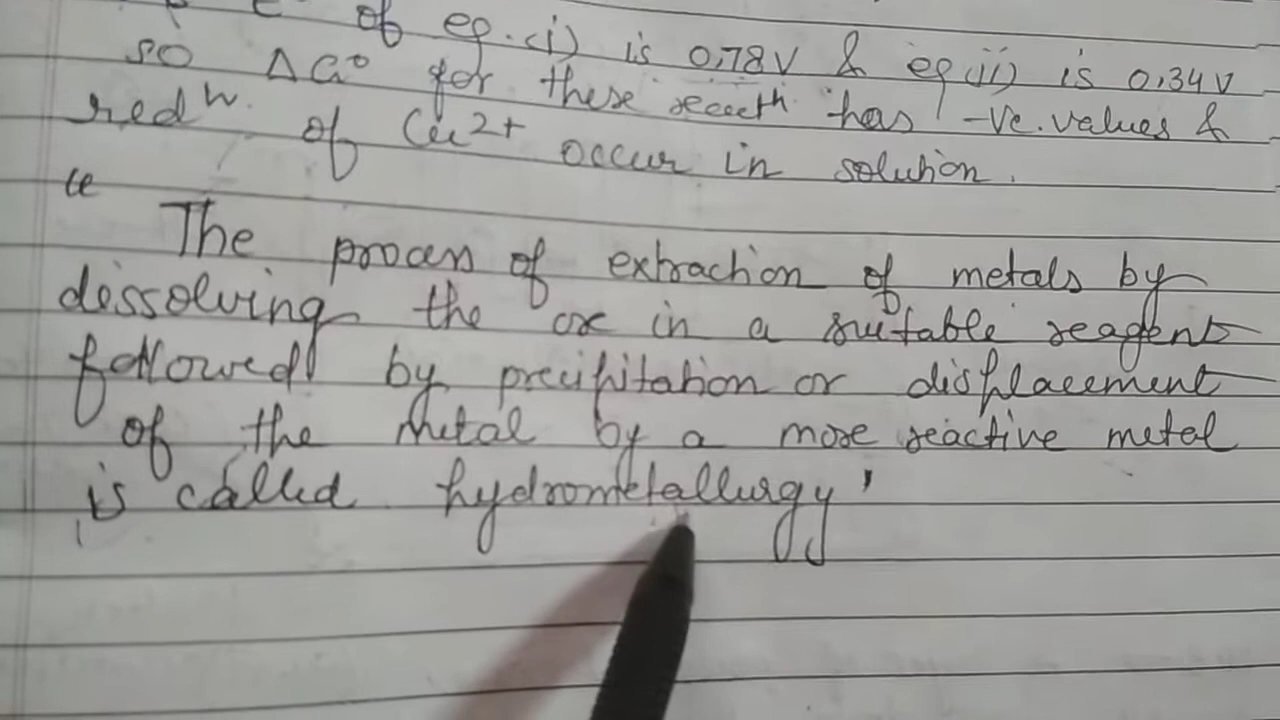 of eq.(i) is 0.78V & eq(ii) is 0.34V
so ΔG° for these reacth has -ve.values &
redn. of Cu2+ occur in solution.
“
The process of extraction of metals by
dissolving the ore in a suitable reagent
followed by precipitation or displacement
of the metal by a more reactive metal
is called hydrometallurgy '